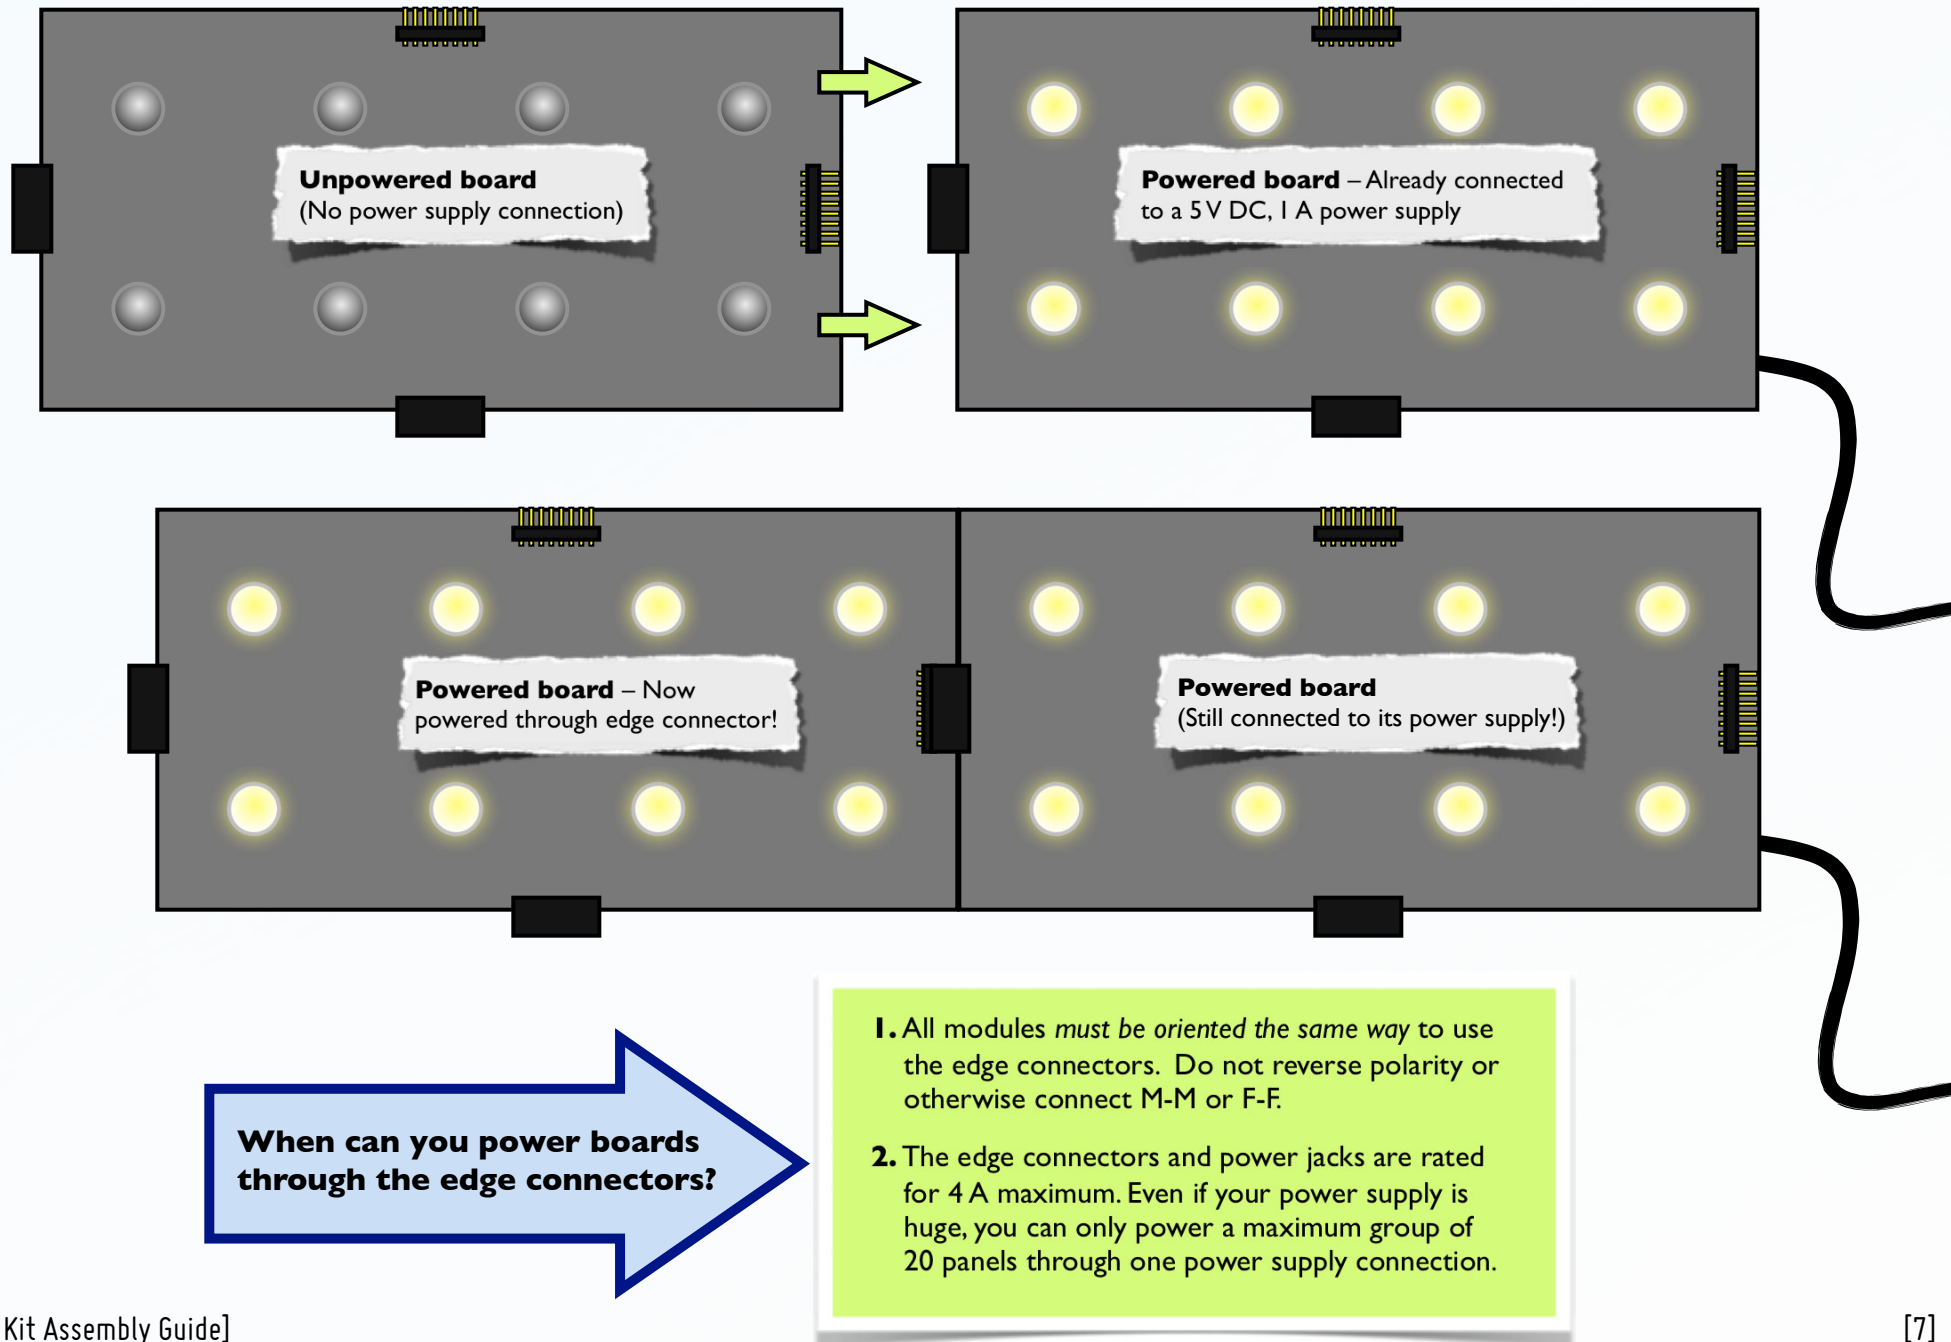 Unpowered board
(No power supply connection)
Powered board – Already connected
to a 5 V DC, 1 A power supply
Powered board – Now
powered through edge connector!
Powered board
(Still connected to its power supply!)
When can you power boards
through the edge connectors?
1. All modules must be oriented the same way to use
the edge connectors. Do not reverse polarity or
otherwise connect M-M or F-F.
2. The edge connectors and power jacks are rated
for 4 A maximum. Even if your power supply is
huge, you can only power a maximum group of
20 panels through one power supply connection.
Kit Assembly Guide]
[7]